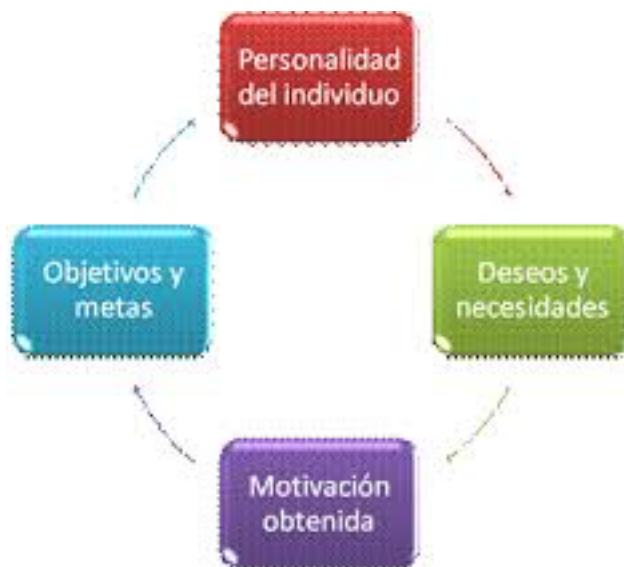 Personalidad
del individuo
Objetivos y
metas
Deseos y
necesidades
Motivación
obtenida